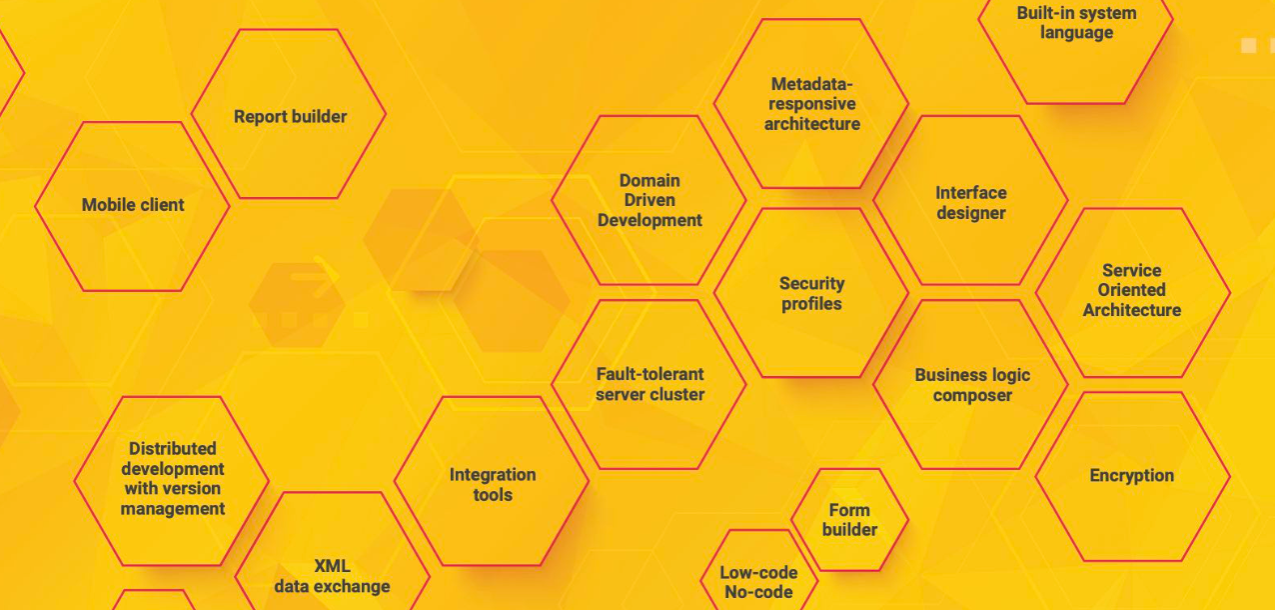 Built-in system
language
Metadata-
responsive
architecture
Report builder
Mobile client
Domain
Driven
Development
Interface
designer
Security
profiles
Service
Oriented
Architecture
Fault-tolerant
server cluster
Business logic
composer
Distributed
development
with version
management
Integration
tools
Encryption
Form
builder
XML
data exchange
Low-code
No-code